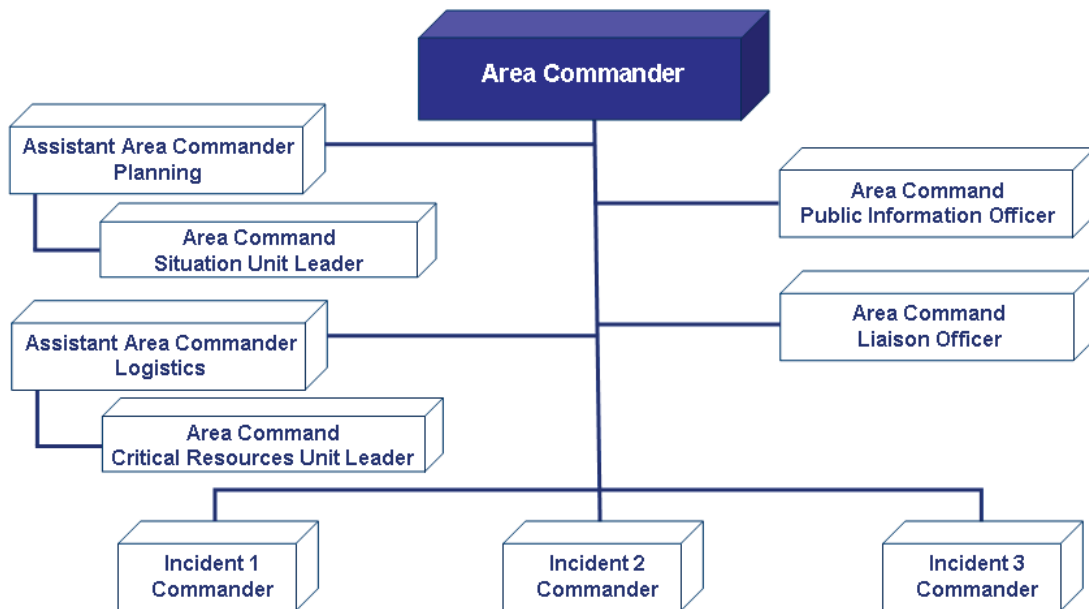 Area Commander
Assistant Area Commander
Planning
Area Command
Situation Unit Leader
Area Command
Public Information Officer
Assistant Area Commander
Logistics
Area Command
Critical Resources Unit Leader
Area Command
Liaison Officer
Incident 1
Commander
Incident 2
Commander
Incident 3
Commander